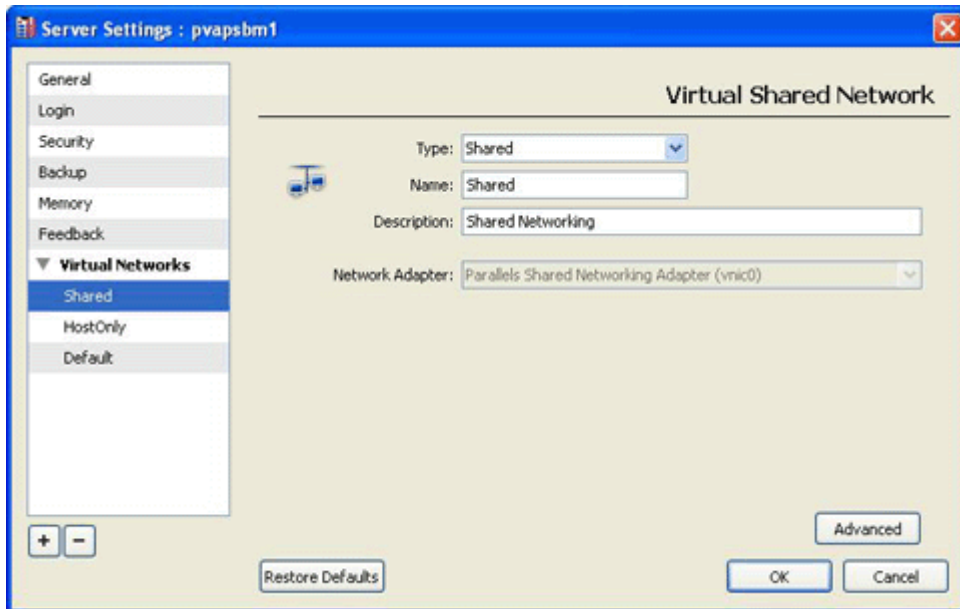 Server Settings : pvapsbm1
General
Login
Security
Backup
Memory
Feedback
Virtual Networks
Shared
HostOnly
Default
Virtual Shared Network
Type: Shared
Name: Shared
Description: Shared Networking
Network Adapter: Parallels Shared Networking Adapter (vnic0)
Advanced
Restore Defaults
OK
Cancel